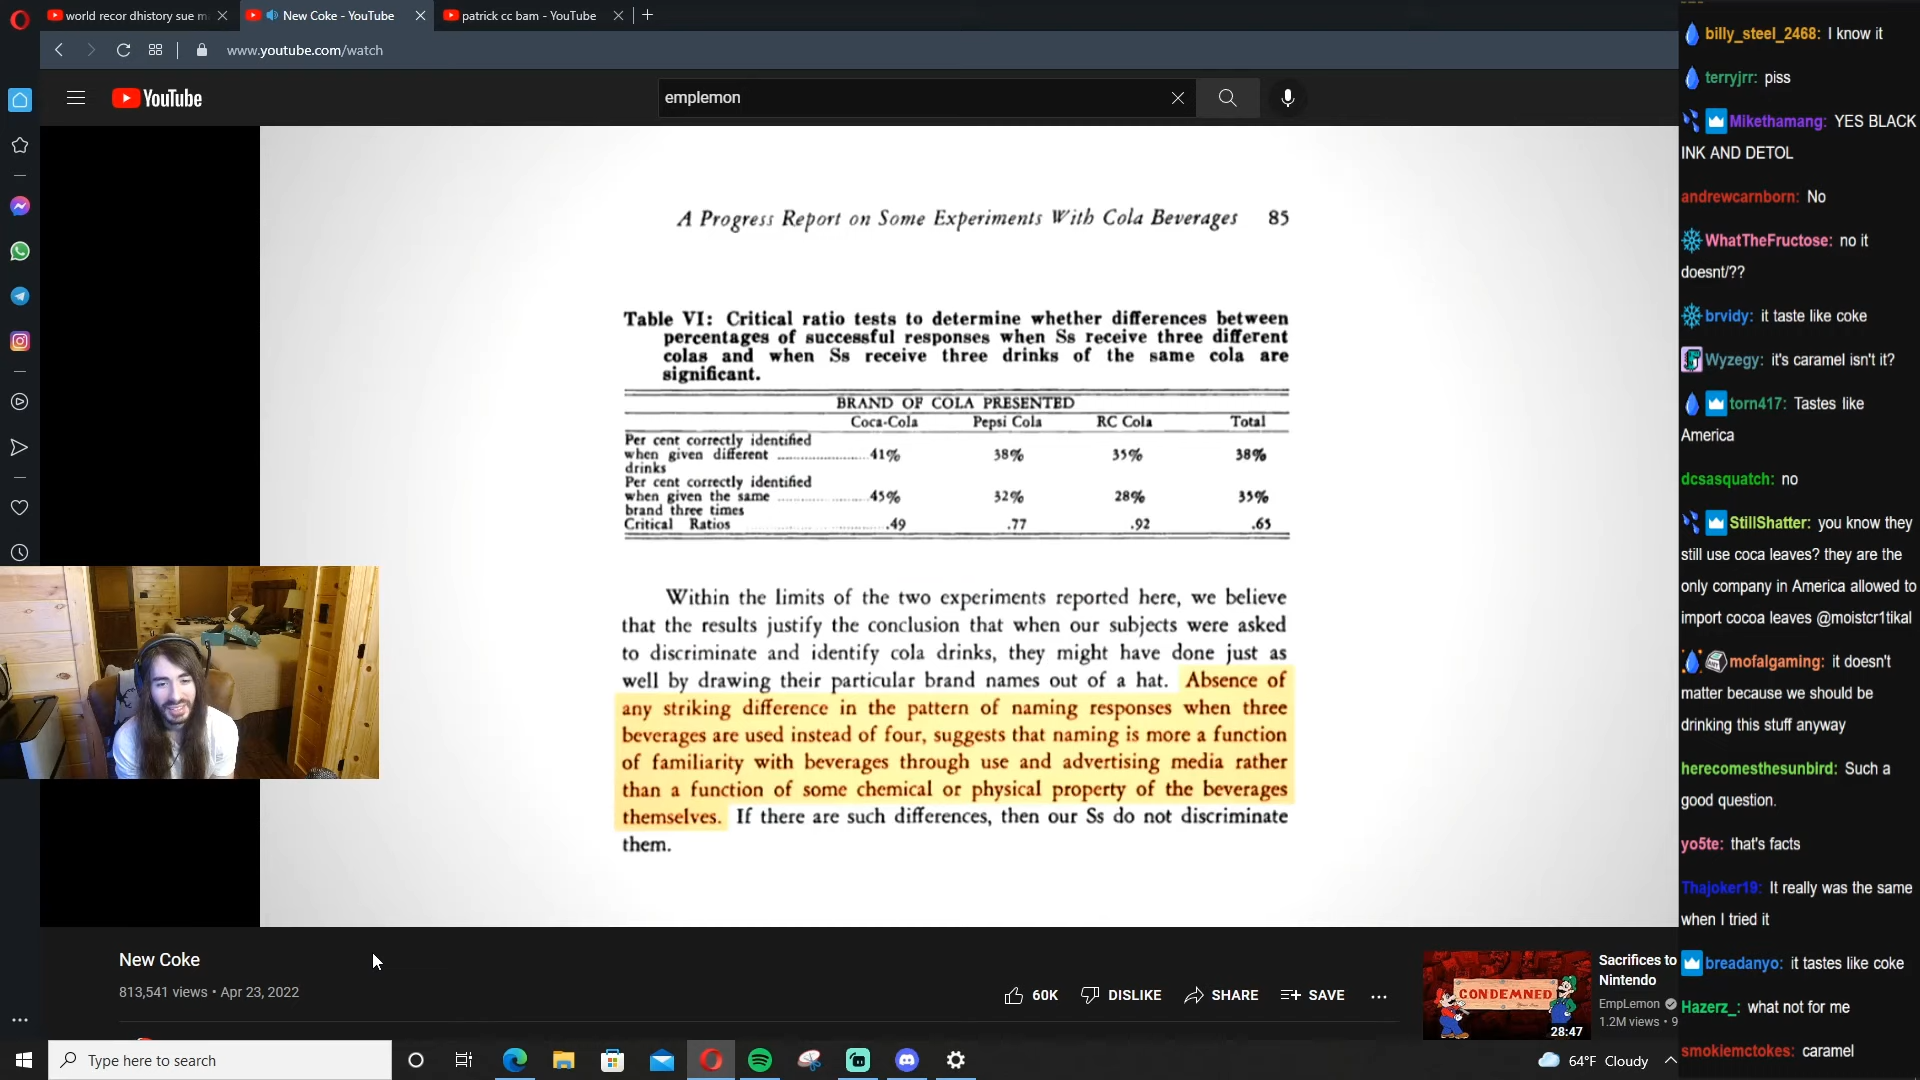 world recor dhistory sue m
New Coke - YouTube
patrick cc bam - YouTube
www.youtube.com/watch
YouTube
emplemon
A Progress Report on Some Experiments With Cola Beverages 85
Table VI: Critical ratio tests to determine whether differences between
percentages of successful responses when Ss receive three different
colas and when Ss receive three drinks of the same cola are
significant.
BRAND OF COLA PRESENTED
Coca-Cola Pepsi Cola RC Cola Total
Per cent correctly identified
when given different 41% 38% 35% 38%
drinks
Per cent correctly identified
when given the same 45% 32% 28% 35%
brand three times
Critical Ratios .49 .77 .92 .65
Within the limits of the two experiments reported here, we believe
that the results justify the conclusion that when our subjects were asked
to discriminate and identify cola drinks, they might have done just as
well by drawing their particular brand names out of a hat. Absence of
any striking difference in the pattern of naming responses when three
beverages are used instead of four, suggests that naming is more a function
of familiarity with beverages through use and advertising media rather
than a function of some chemical or physical property of the beverages
themselves. If there are such differences, then our Ss do not discriminate
them.
New Coke
813,541 views • Apr 23, 2022
60K DISLIKE SHARE SAVE
CONDEMNED
28:47
Sacrifices to
Nintendo
EmpLemon
1.2M views • 9
Type here to search
64°F Cloudy
billy_steel_2468: I know it
terryjrr: piss
Mikethamang: YES BLACK
INK AND DETOL
andrewcarnborn: No
WhatTheFructose: no it
doesnt/??
brvidy: it taste like coke
Wyzegy: it's caramel isn't it?
torn417: Tastes like
America
dcsasquatch: no
StillShatter: you know they
still use coca leaves? they are the
only company in America allowed to
import cocoa leaves @moistcr1tikal
mofalgaming: it doesn't
matter because we should be
drinking this stuff anyway
herecomesthesunbird: Such a
good question.
yo5te: that's facts
Thajoker19: It really was the same
when I tried it
breadanyo: it tastes like coke
Hazerz_: what not for me
smokiemctokes: caramel